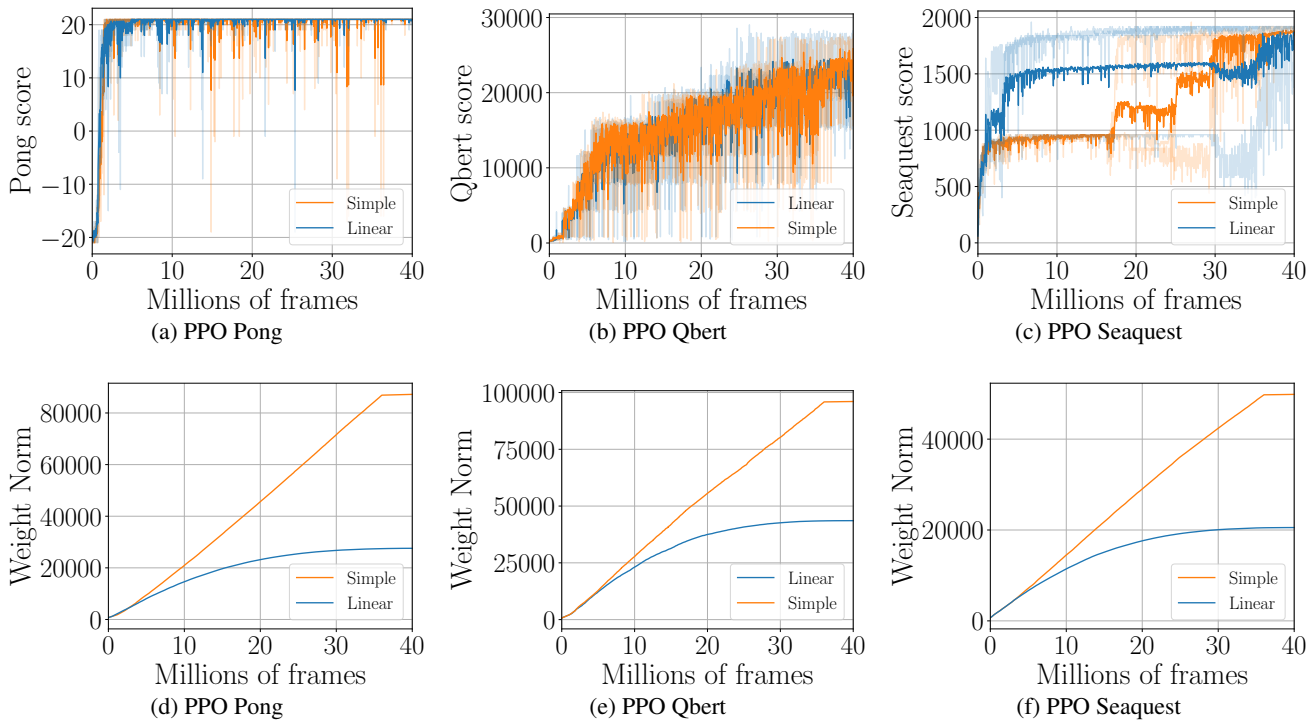 Pong score
20
10
0
−10
−20
Simple
Linear
0 10 20 30 40
Millions of frames
(a) PPO Pong
Qbert score
30000
20000
10000
0
Linear
Simple
0 10 20 30 40
Millions of frames
(b) PPO Qbert
Seaquest score
2000
1500
1000
500
0
Simple
Linear
0 10 20 30 40
Millions of frames
(c) PPO Seaquest
Weight Norm
80000
60000
40000
20000
0
Simple
Linear
0 10 20 30 40
Millions of frames
(d) PPO Pong
Weight Norm
100000
75000
50000
25000
0
Linear
Simple
0 10 20 30 40
Millions of frames
(e) PPO Qbert
Weight Norm
40000
20000
0
Simple
Linear
0 10 20 30 40
Millions of frames
(f) PPO Seaquest